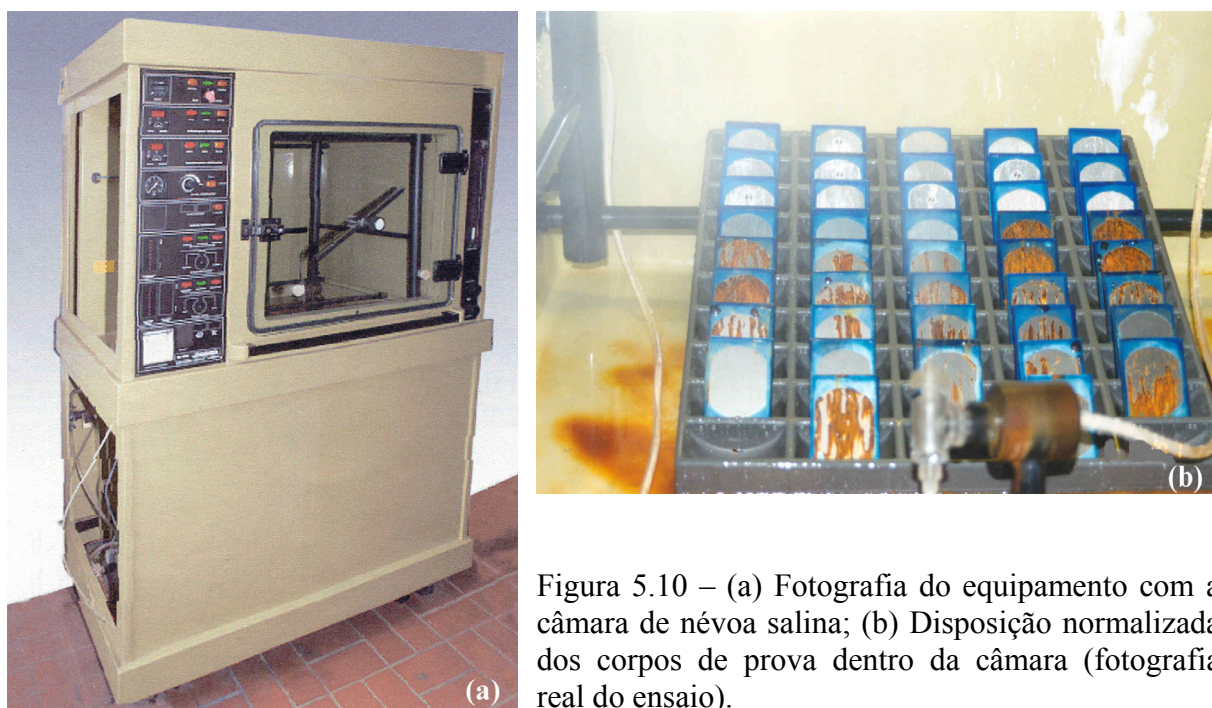 (a)
(b)
Figura 5.10 – (a) Fotografia do equipamento com a
câmara de névoa salina; (b) Disposição normalizada
dos corpos de prova dentro da câmara (fotografia
real do ensaio).